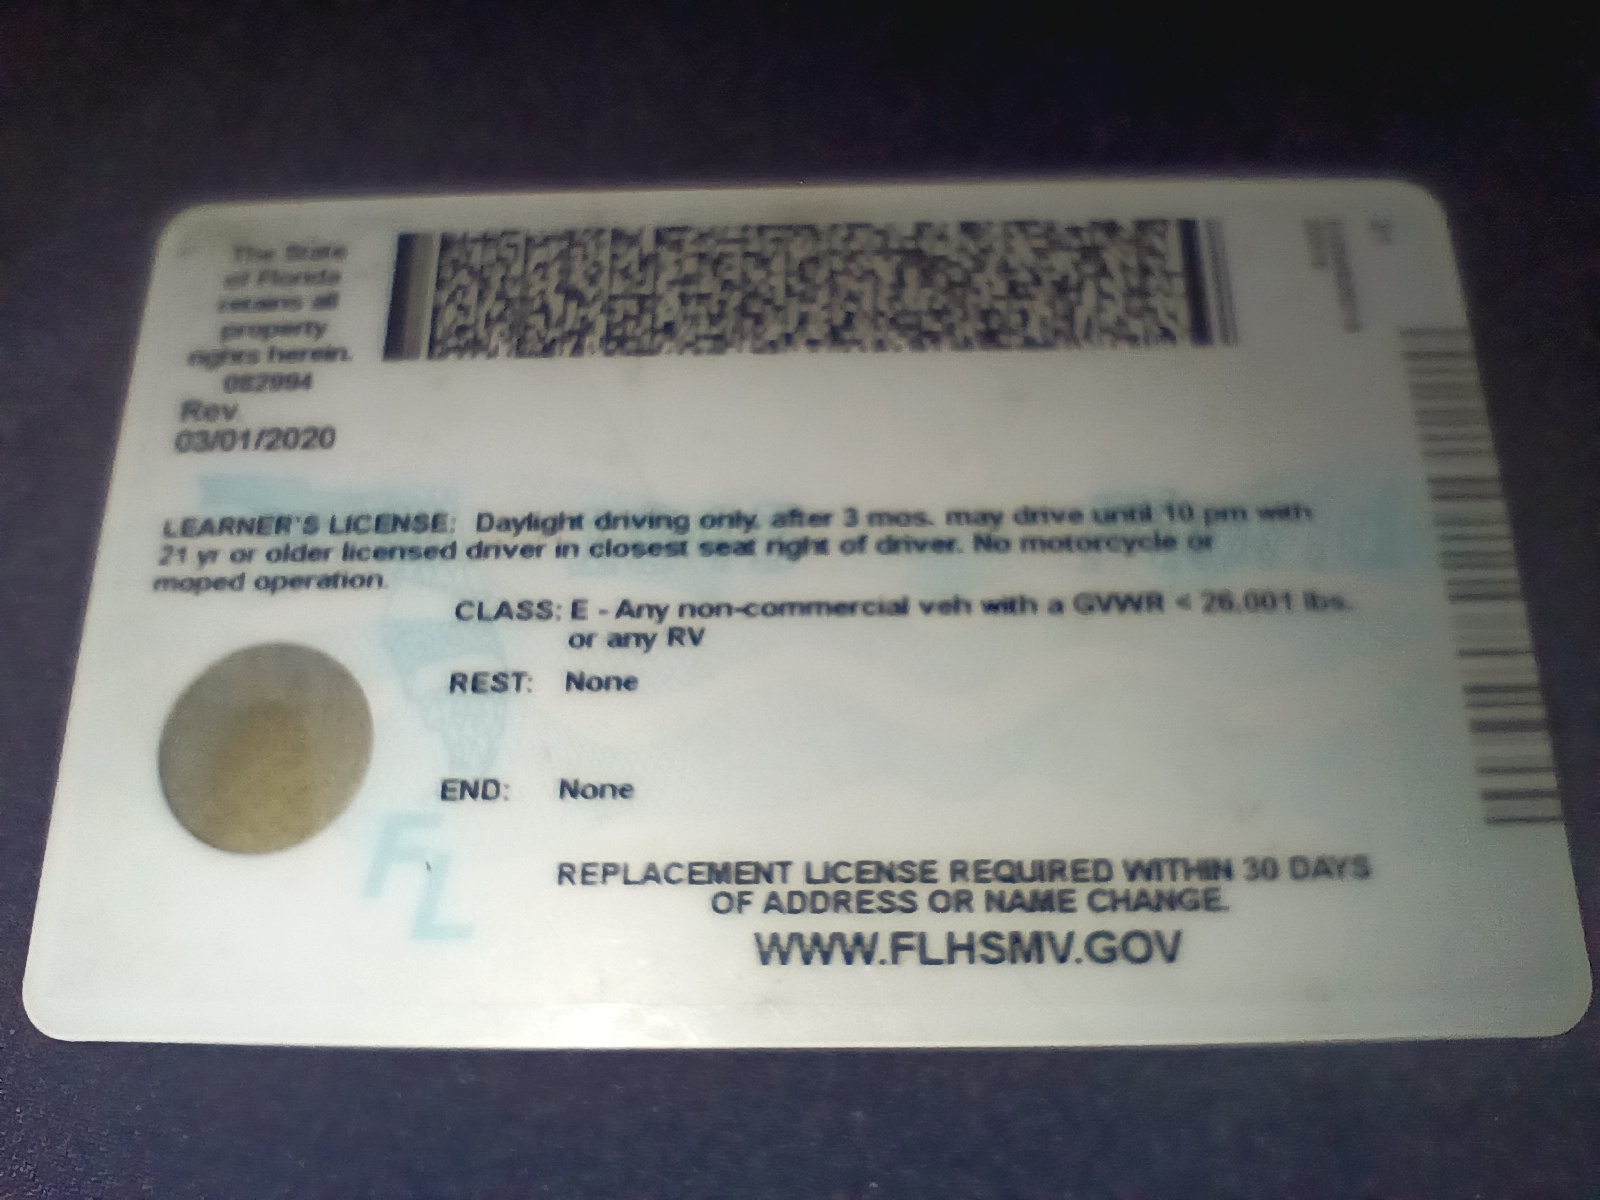 The State
of Florida
retains all
property
rights herein.
082994
Rev.
03/01/2020
LEARNER'S LICENSE: Daylight driving only, after 3 mos. may drive until 10 pm with
21 yr or older licensed driver in closest seat right of driver. No motorcycle or
moped operation.
CLASS: E - Any non-commercial veh with a GVWR < 26,001 lbs.
or any RV
REST: None
END: None
FL
REPLACEMENT LICENSE REQUIRED WITHIN 30 DAYS
OF ADDRESS OR NAME CHANGE.
WWW.FLHSMV.GOV